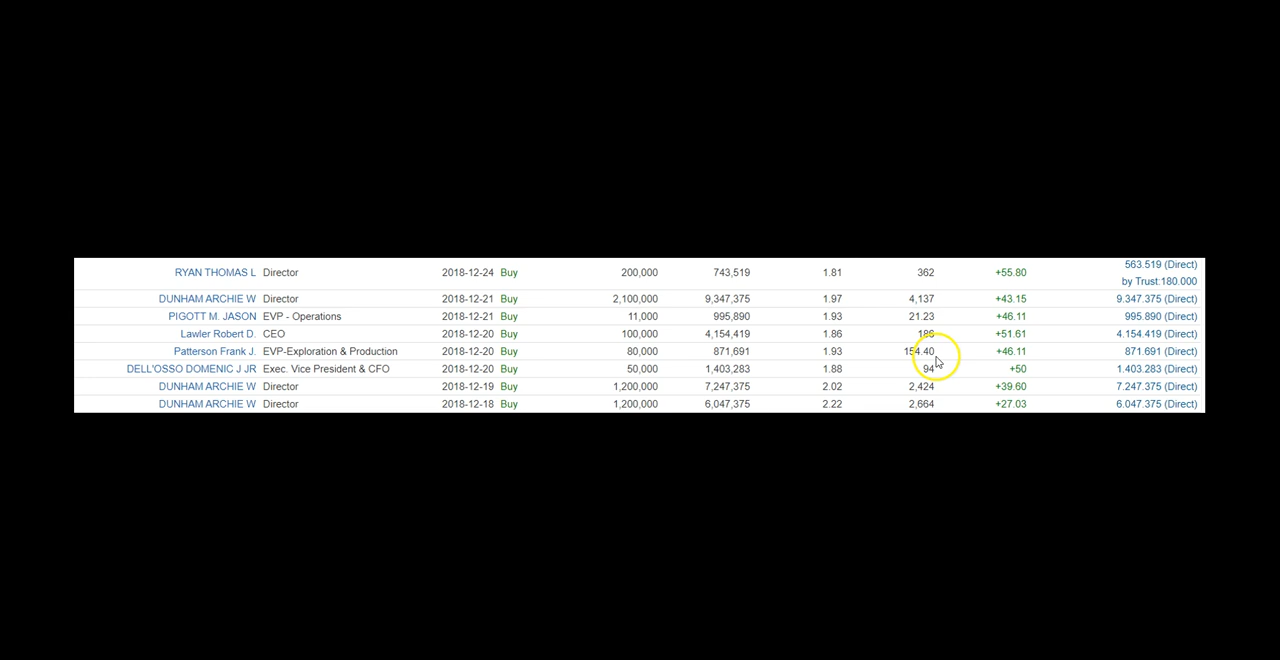 563.519 (Direct)
RYAN THOMAS L Director 2018-12-24 Buy 200,000 743,519 1.81 362 +55.80
by Trust:180.000
DUNHAM ARCHIE W Director 2018-12-21 Buy 2,100,000 9,347,375 1.97 4,137 +43.15 9.347.375 (Direct)
PIGOTT M. JASON EVP - Operations 2018-12-21 Buy 11,000 995,890 1.93 21.23 +46.11 995.890 (Direct)
Lawler Robert D. CEO 2018-12-20 Buy 100,000 4,154,419 1.86 186 +51.61 4.154.419 (Direct)
Patterson Frank J. EVP-Exploration & Production 2018-12-20 Buy 80,000 871,691 1.93 154.40 +46.11 871.691 (Direct)
DELL'OSSO DOMENIC J JR Exec. Vice President & CFO 2018-12-20 Buy 50,000 1,403,283 1.88 94 +50 1.403.283 (Direct)
DUNHAM ARCHIE W Director 2018-12-19 Buy 1,200,000 7,247,375 2.02 2,424 +39.60 7.247.375 (Direct)
DUNHAM ARCHIE W Director 2018-12-18 Buy 1,200,000 6,047,375 2.22 2,664 +27.03 6.047.375 (Direct)